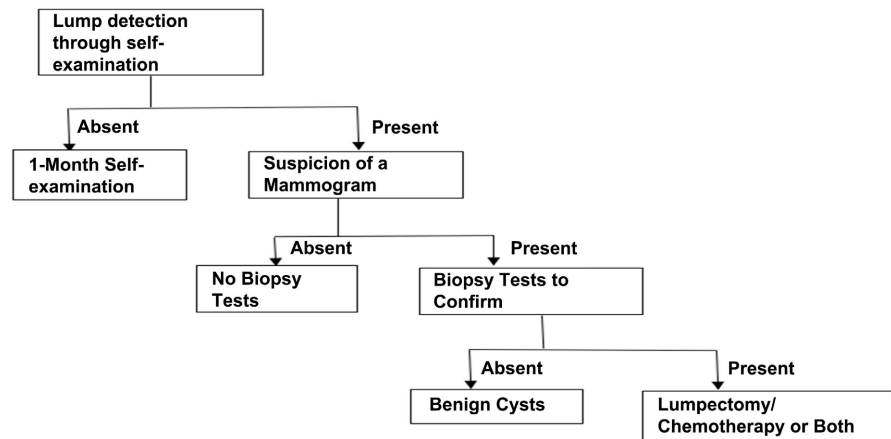 Lump detection
through self-
examination
Absent
Present
1-Month Self-
examination
Suspicion of a
Mammogram
Absent
Present
No Biopsy
Tests
Biopsy Tests to
Confirm
Absent
Present
Benign Cysts
Lumpectomy/
Chemotherapy or Both